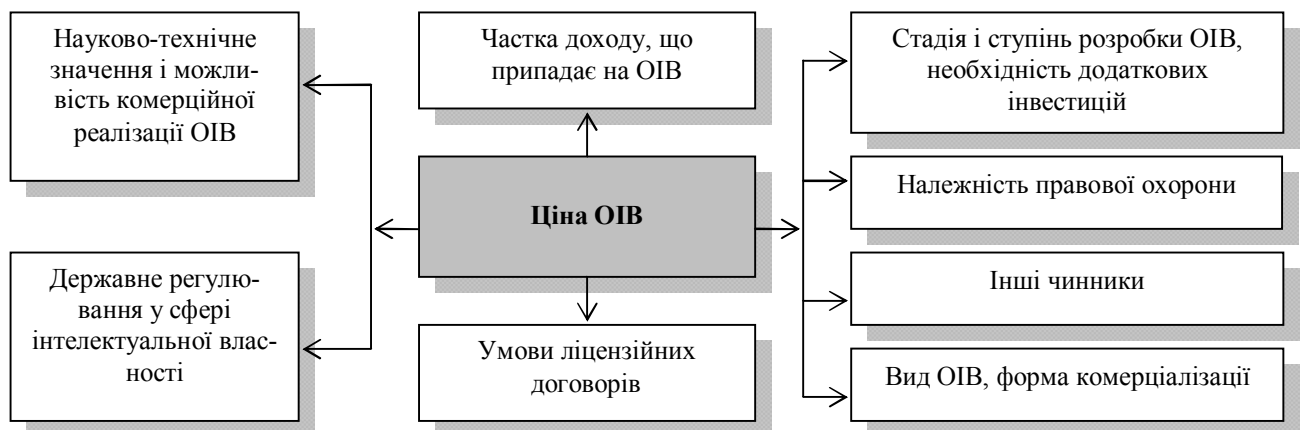 Науково-технічне
значення і можли-
вість комерційної
реалізації ОІВ
Державне регулю-
вання у сфері
інтелектуальної влас-
ності
Частка доходу, що
припадає на ОІВ
Ціна ОІВ
Умови ліцензійних
договорів
Стадія і ступінь розробки ОІВ,
необхідність додаткових
інвестицій
Належність правової охорони
Інші чинники
Вид ОІВ, форма комерціалізації